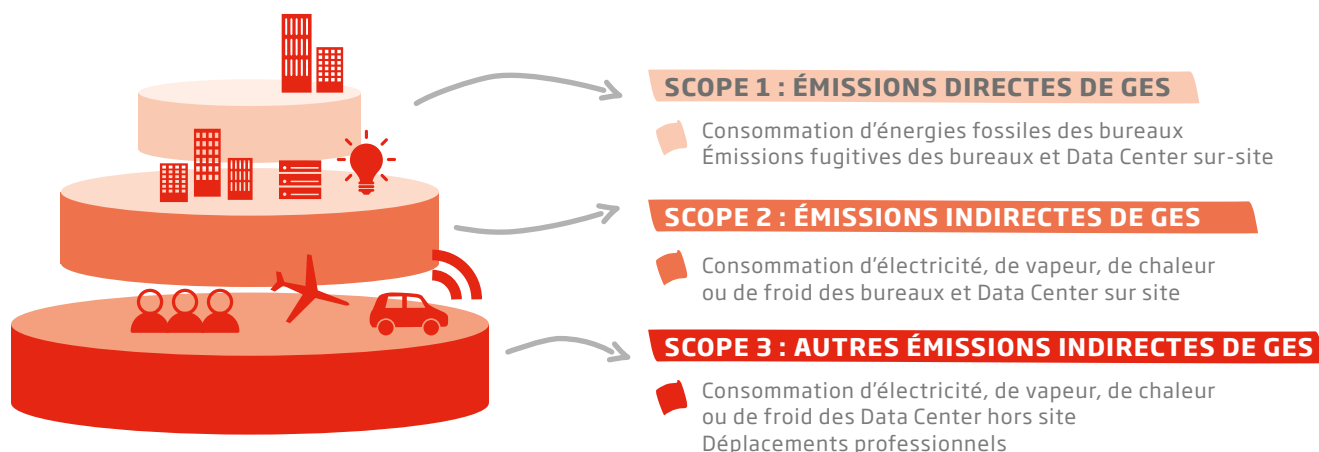 SCOPE 1 : ÉMISSIONS DIRECTES DE GES
Consommation d'énergies fossiles des bureaux
Émissions fugitives des bureaux et Data Center sur-site
SCOPE 2 : ÉMISSIONS INDIRECTES DE GES
Consommation d'électricité, de vapeur, de chaleur
ou de froid des bureaux et Data Center sur site
SCOPE 3 : AUTRES ÉMISSIONS INDIRECTES DE GES
Consommation d'électricité, de vapeur, de chaleur
ou de froid des Data Center hors site
Déplacements professionnels